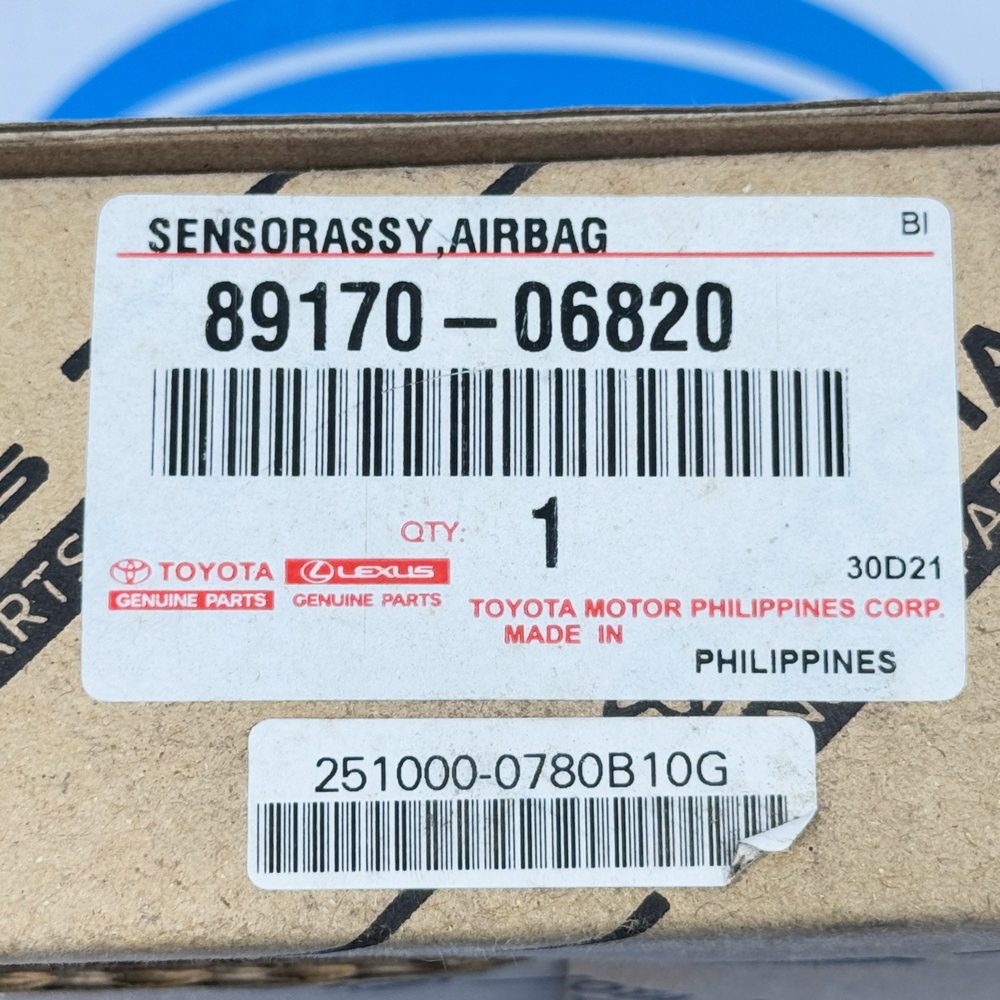 SENSORASSY,AIRBAG
BI
89170-06820
QTY: 1
30D21
TOYOTA LEXUS
GENUINE PARTS GENUINE PARTS
TOYOTA MOTOR PHILIPPINES CORP.
MADE IN
PHILIPPINES
251000-0780B10G